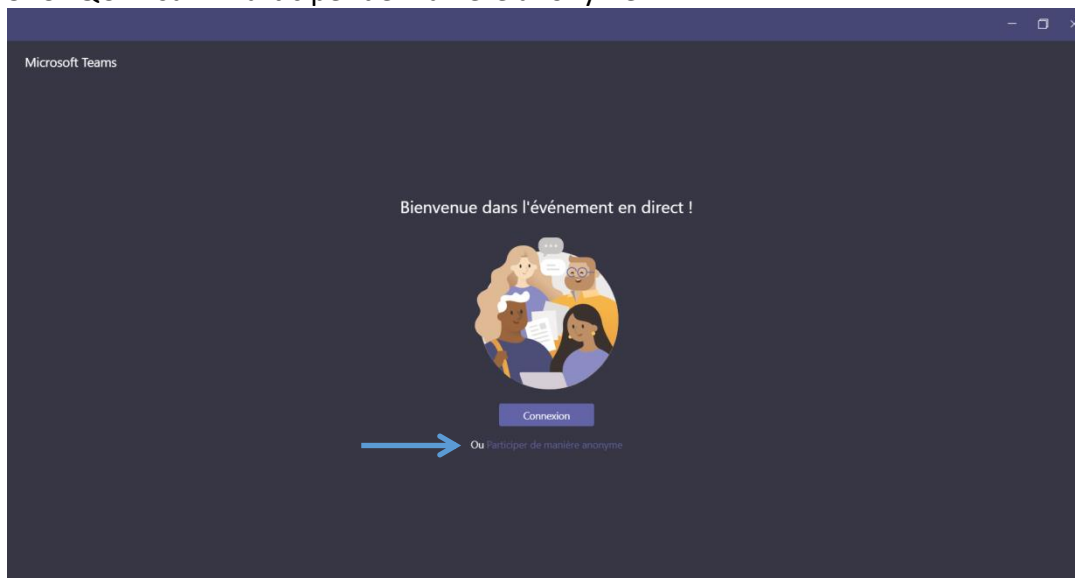 Microsoft Teams
Bienvenue dans l'événement en direct !
Connexion
Ou Participer de manière anonyme